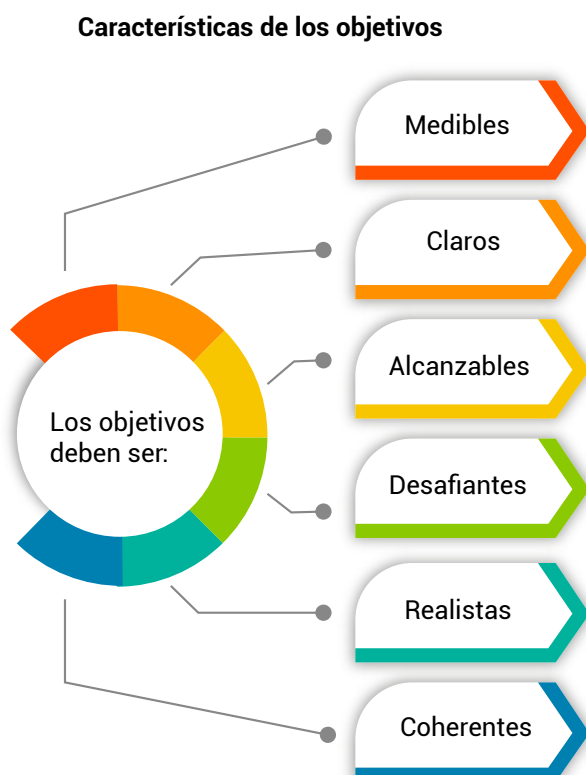 Características de los objetivos
Medibles
Claros
Alcanzables
Los objetivos
deben ser:
Desafiantes
Realistas
Coherentes